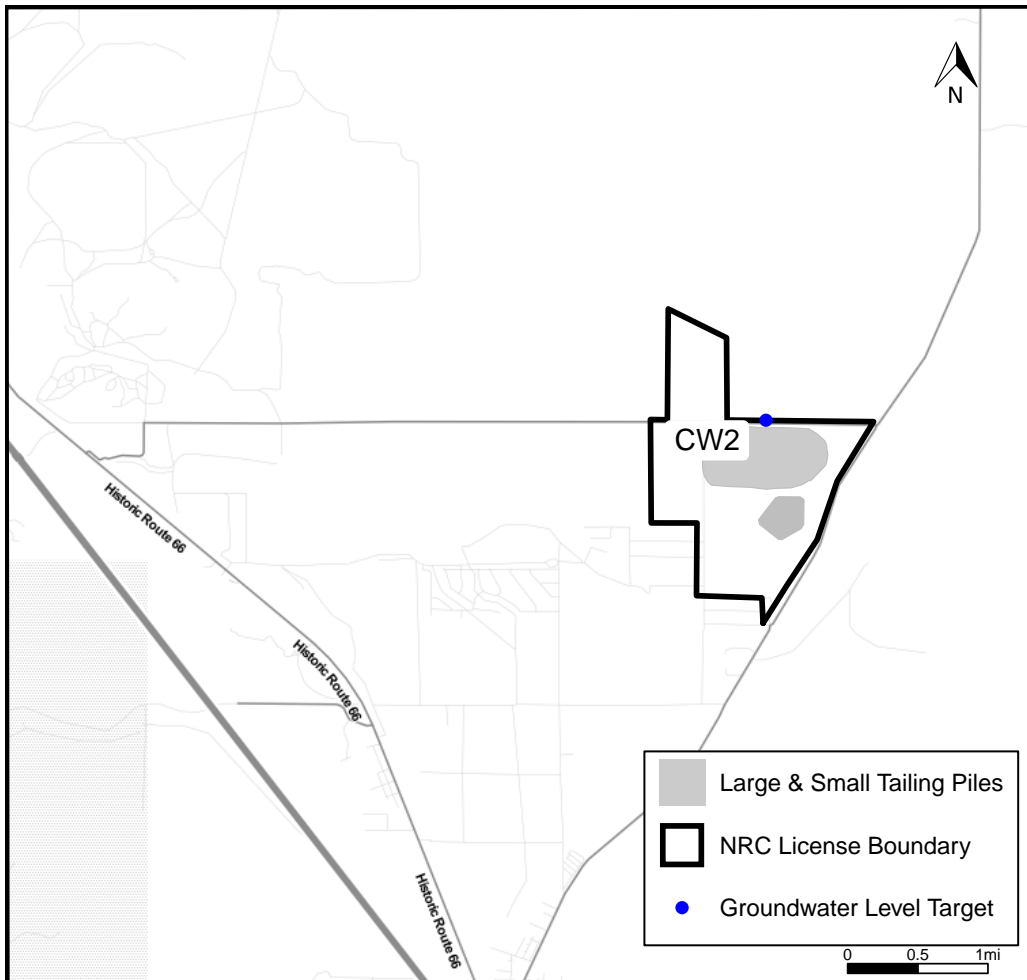 N
CW2
Historic Route 66
Historic Route 66
Historic Route 66
Large & Small Tailing Piles
NRC License Boundary
Groundwater Level Target
0 0.5 1mi